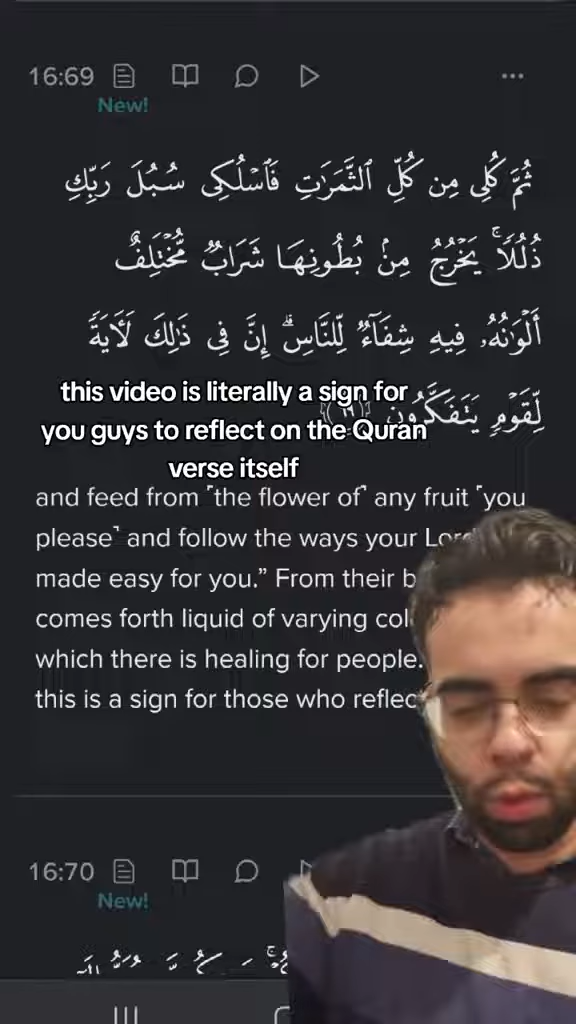 16:69
New!
ثُمَّ كُلِى مِن كُلِّ ٱلثَّمَرَٰتِ فَٱسْلُكِى سُبُلَ رَبِّكِ
ذُلُلًا ۚ يَخْرُجُ مِنۢ بُطُونِهَا شَرَابٌ مُّخْتَلِفٌ
أَلْوَٰنُهُۥ فِيهِ شِفَآءٌ لِّلنَّاسِ ۗ إِنَّ فِى ذَٰلِكَ لَـَٔايَةً
لِّقَوْمٍ يَتَفَكَّرُونَ ٦٩
this video is literally a sign for
you guys to reflect on the Quran
verse itself
and feed from ˹the flower of˺ any fruit ˹you
please˺ and follow the ways your
made easy for you.” From their
comes forth liquid of varying
which there is healing for people.
this is a sign for those who
16:70
New!